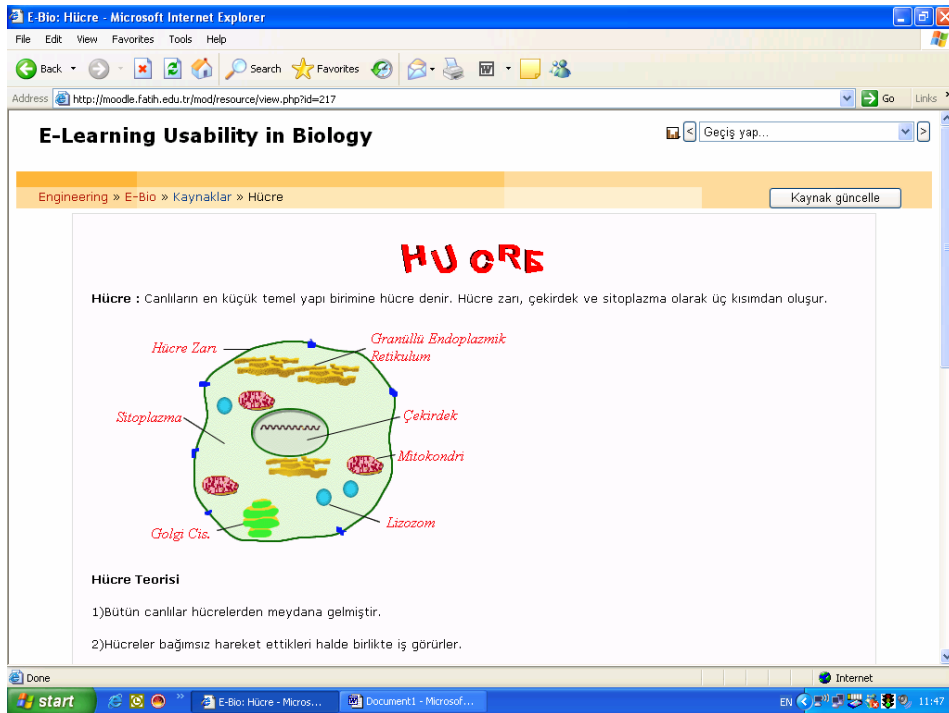 E-Bio: Hücre - Microsoft Internet Explorer
File Edit View Favorites Tools Help
Back Search Favorites
Address http://moodle.fatih.edu.tr/mod/resource/view.php?id=217 Go Links
E-Learning Usability in Biology
< Geçiş yap... >
Engineering » E-Bio » Kaynaklar » Hücre
Kaynak güncelle
HUCRE
Hücre : Canlıların en küçük temel yapı birimine hücre denir. Hücre zarı, çekirdek ve sitoplazma olarak üç kısımdan oluşur.
Hücre Zarı
Granüllü Endoplazmik
Retikulum
Sitoplazma
Çekirdek
Mitokondri
Lizozom
Golgi Cis.
Hücre Teorisi
1)Bütün canlılar hücrelerden meydana gelmiştir.
2)Hücreler bağımsız hareket ettikleri halde birlikte iş görürler.
Done Internet
start E-Bio: Hücre - Micros... Document1 - Microsof... EN 11:47